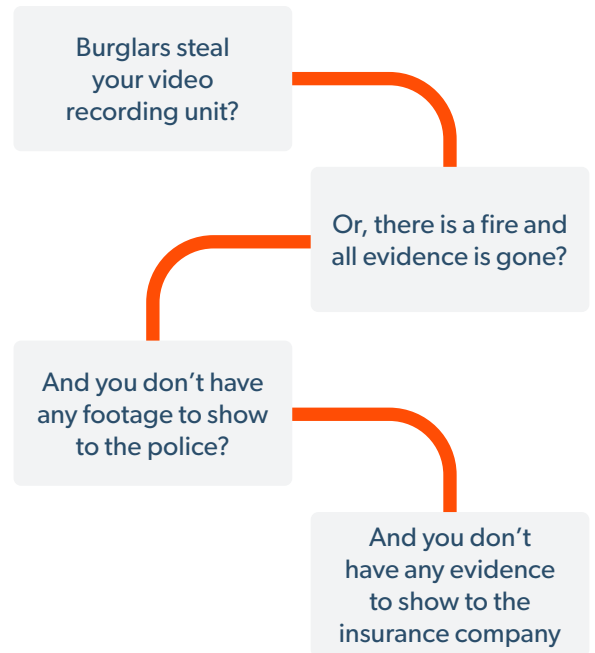 Burglars steal
your video
recording unit?
Or, there is a fire and
all evidence is gone?
And you don’t have
any footage to show
to the police?
And you don’t
have any evidence
to show to the
insurance company